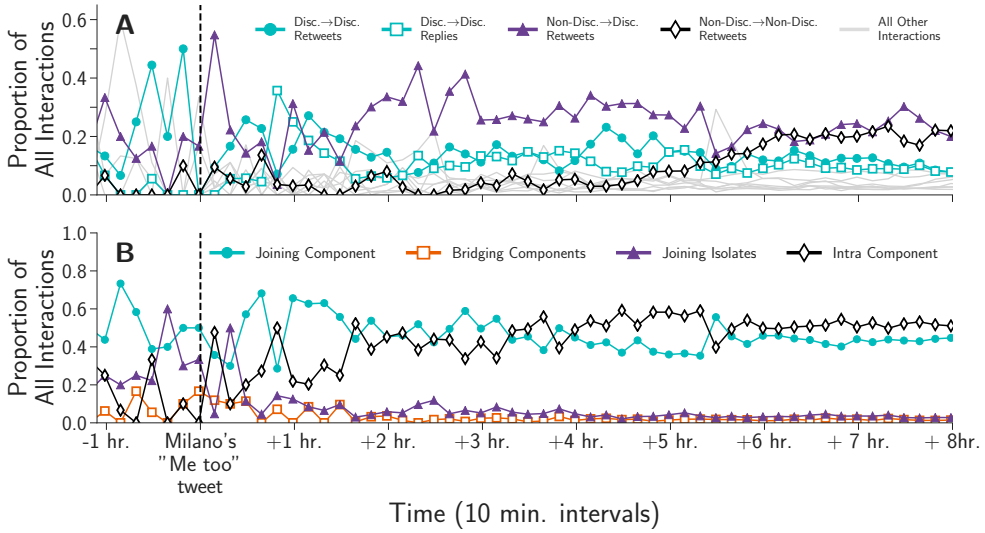 A
Disc.→Disc.
Retweets
Disc.→Disc.
Replies
Non-Disc.→Disc.
Retweets
Non-Disc.→Non-Disc.
Retweets
All Other
Interactions
Proportion of
All Interactions
0.6
0.4
0.2
0.0
B
Joining Component
Bridging Components
Joining Isolates
Intra Component
Proportion of
All Interactions
1.0
0.8
0.6
0.4
0.2
0.0
-1 hr.
Milano's
"Me too"
tweet
+1 hr.
+2 hr.
+3 hr.
+4 hr.
+5 hr.
+6 hr.
+ 7 hr.
+ 8hr.
Time (10 min. intervals)